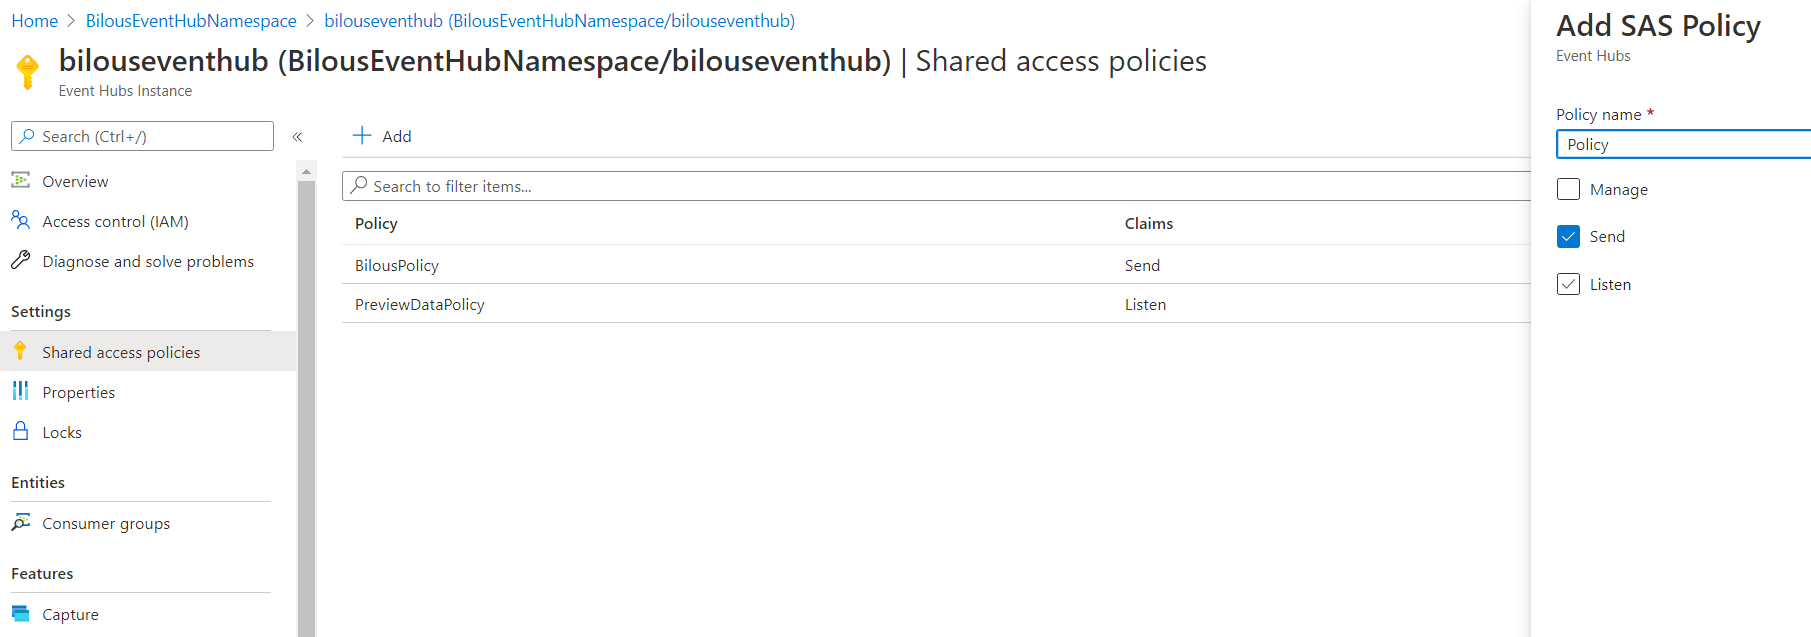 Home > BilousEventHubNamespace > bilouseventhub (BilousEventHubNamespace/bilouseventhub)
bilouseventhub (BilousEventHubNamespace/bilouseventhub) | Shared access policies
Event Hubs Instance
Search (Ctrl+/)
«
Overview
Access control (IAM)
Diagnose and solve problems
Settings
Shared access policies
Properties
Locks
Entities
Consumer groups
Features
Capture
+ Add
Search to filter items...
Policy Claims
BilousPolicy Send
PreviewDataPolicy Listen
Add SAS Policy
Event Hubs
Policy name *
Policy
Manage
Send
Listen